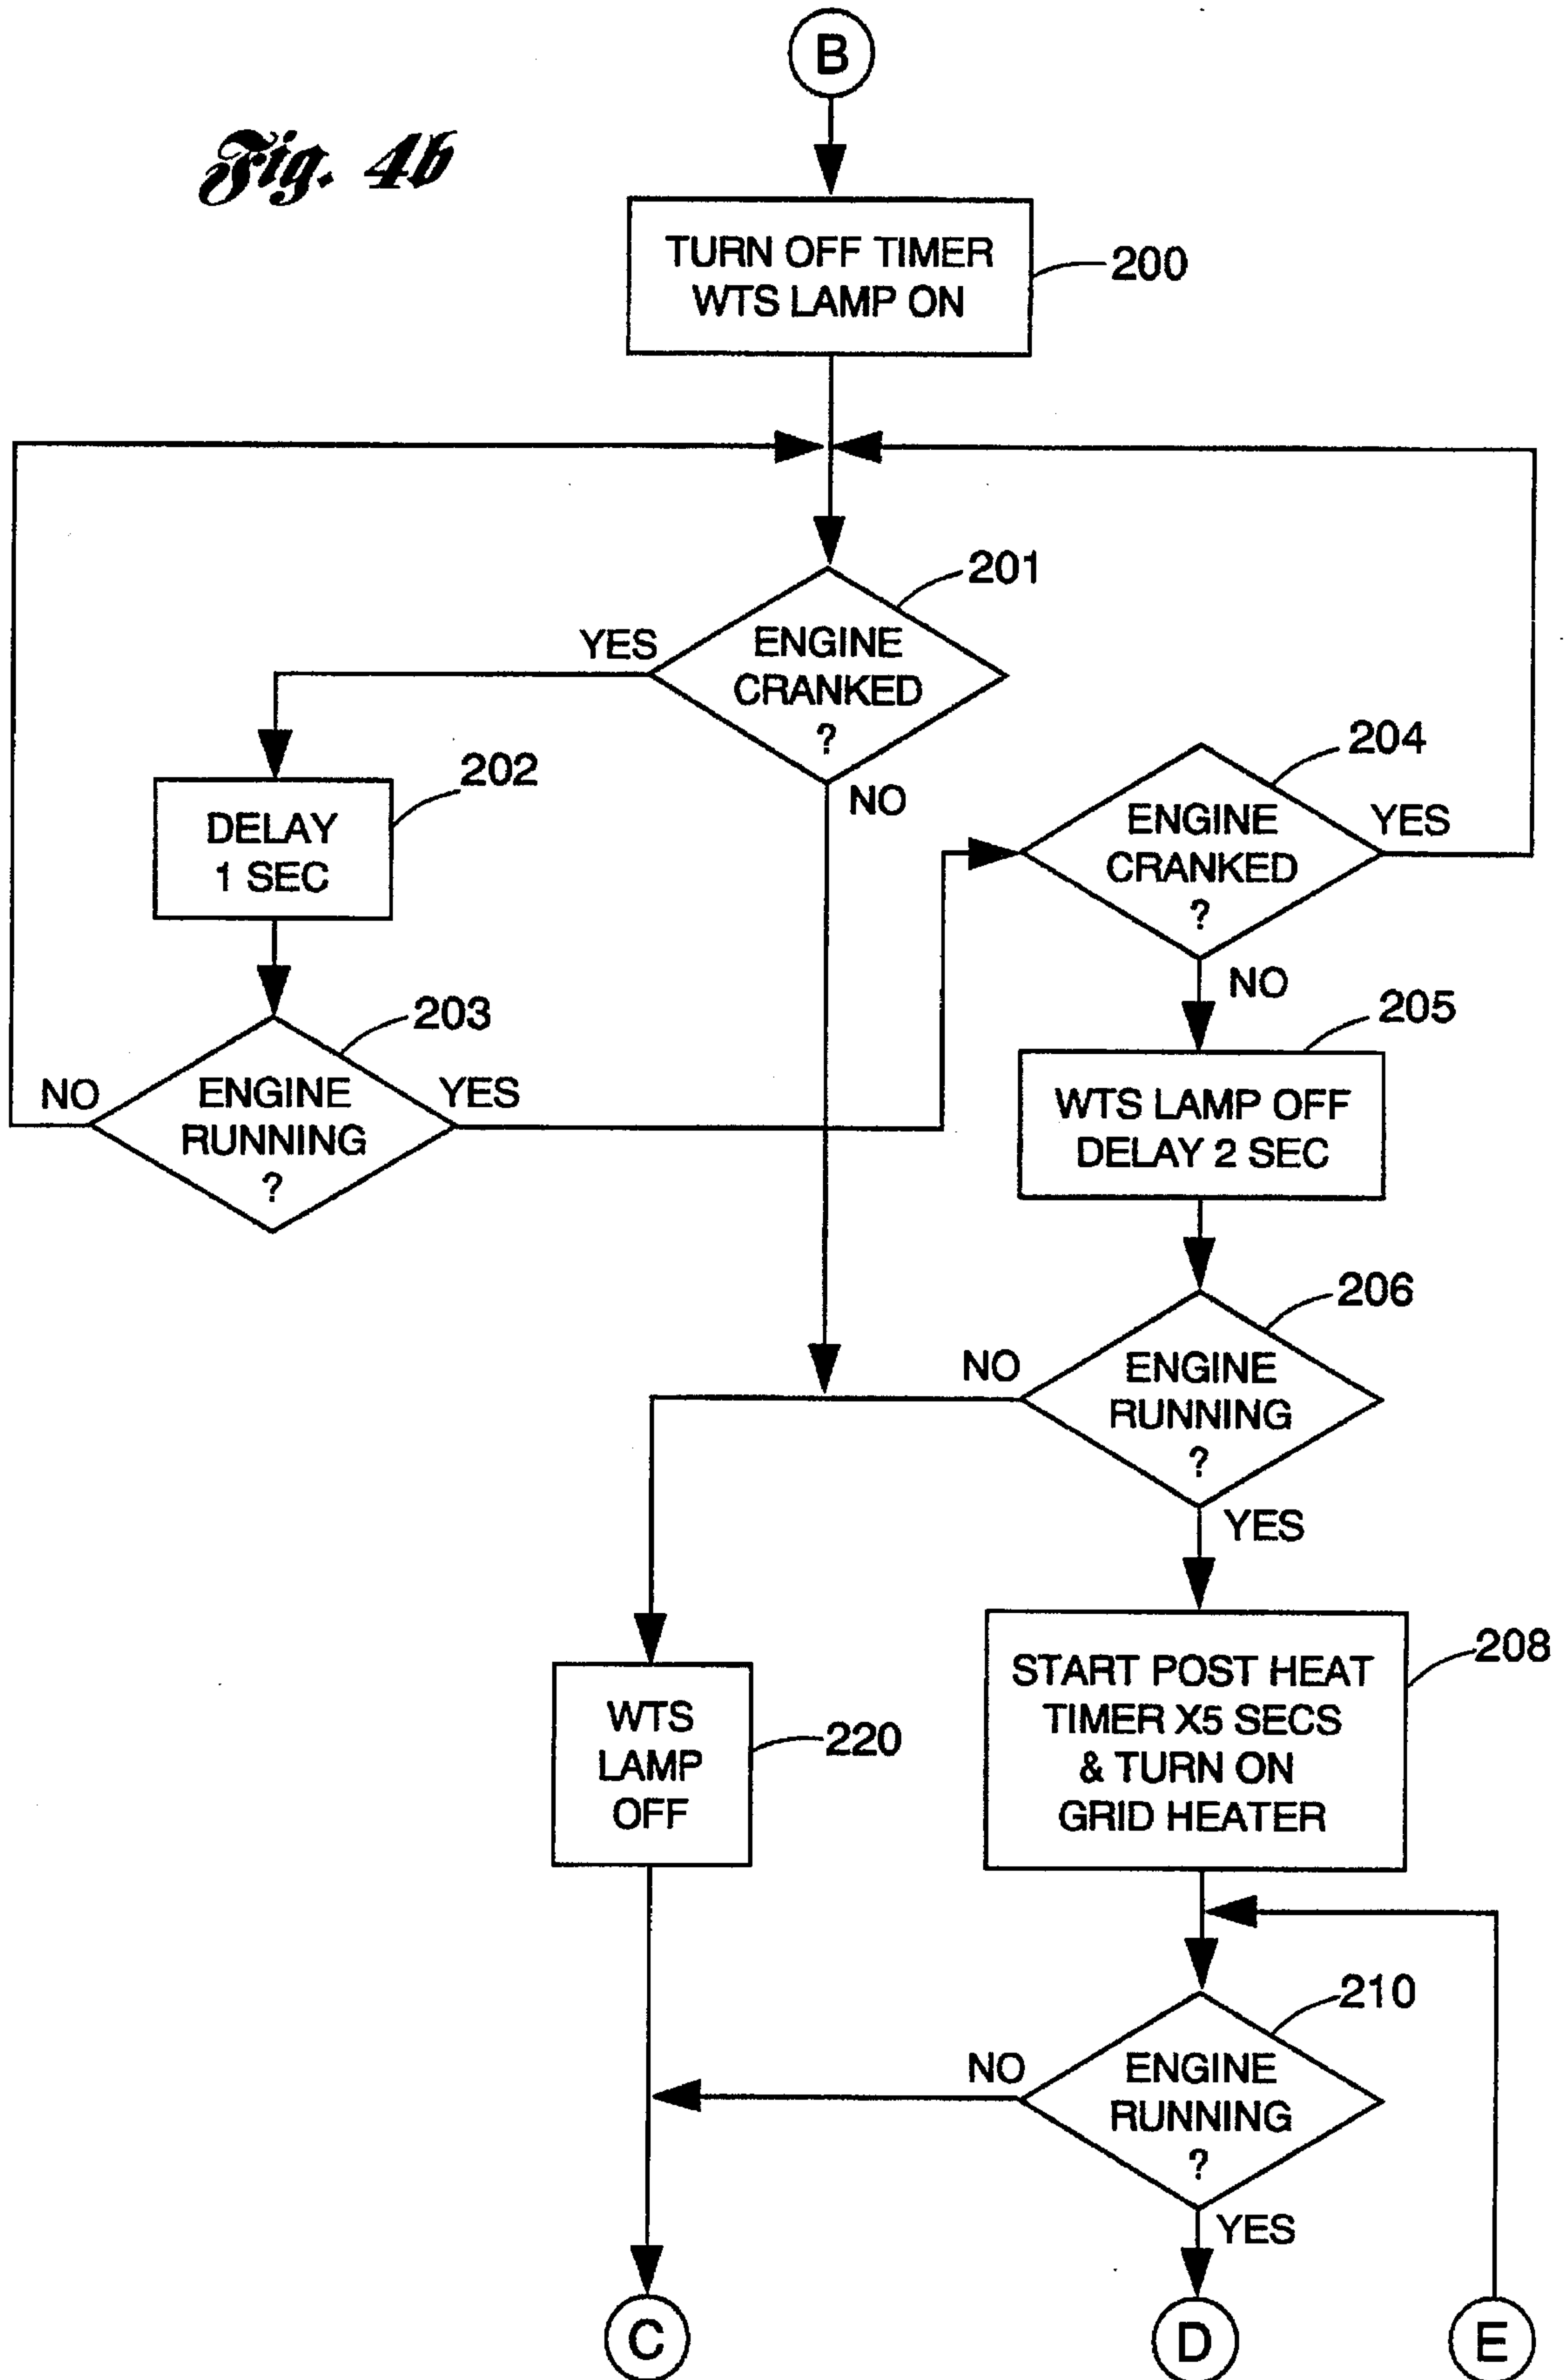 B
Fig. 4b
TURN OFF TIMER
WTS LAMP ON
200
201
YES
ENGINE
CRANKED
?
NO
202
DELAY
1 SEC
204
ENGINE
CRANKED
?
YES
NO
203
NO
ENGINE
RUNNING
?
YES
205
WTS LAMP OFF
DELAY 2 SEC
206
NO
ENGINE
RUNNING
?
YES
208
START POST HEAT
TIMER X5 SECS
& TURN ON
GRID HEATER
WTS
LAMP
OFF
220
210
NO
ENGINE
RUNNING
?
YES
C
D
E